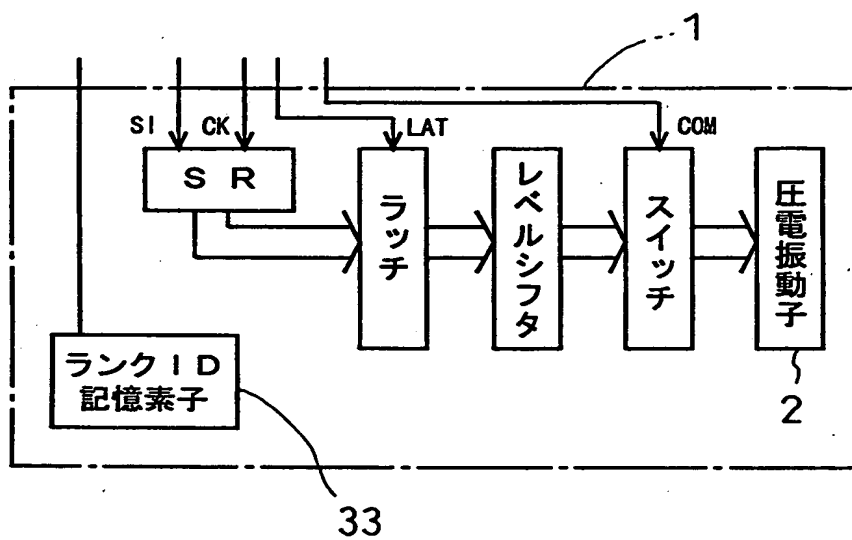 1
SI
CK
LAT
COM
S R
ラッチ
レベルシフタ
スイッチ
圧電振動子
ランクID
記憶素子
2
33